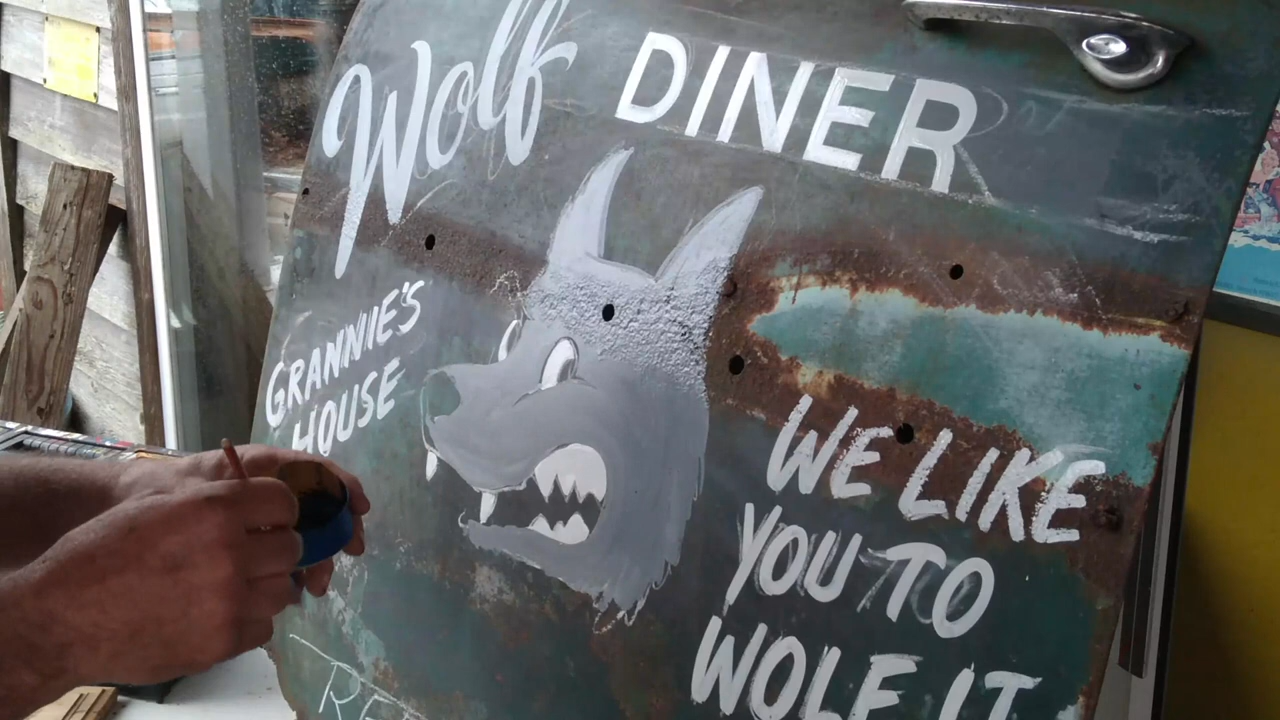 Wolf DINER
GRANNIE'S
HOUSE
WE LIKE
YOU TO
WOLF IT